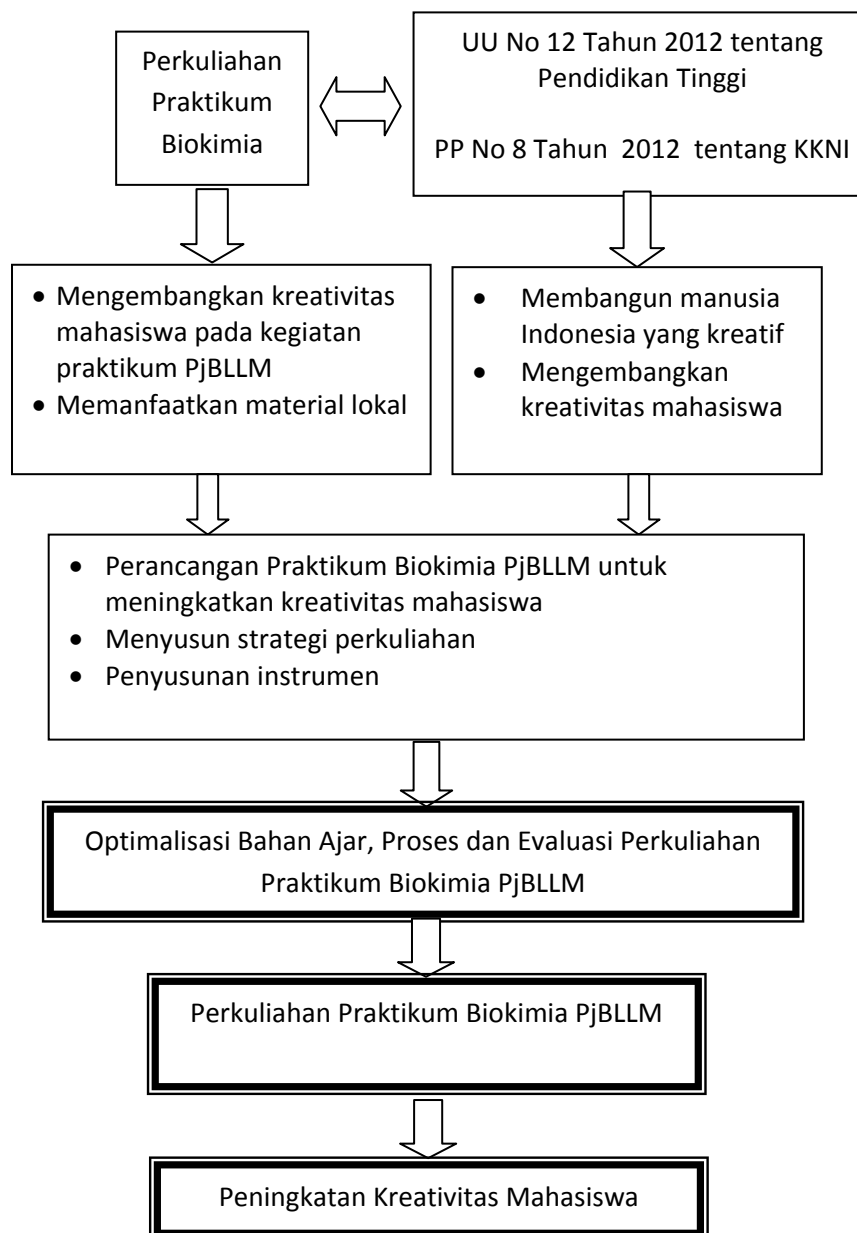 Perkuliahan
Praktikum
Biokimia
UU No 12 Tahun 2012 tentang
Pendidikan Tinggi
PP No 8 Tahun 2012 tentang KKNI
• Mengembangkan kreativitas
mahasiswa pada kegiatan
praktikum PjBLLM
• Memanfaatkan material lokal
• Membangun manusia
Indonesia yang kreatif
• Mengembangkan
kreativitas mahasiswa
• Perancangan Praktikum Biokimia PjBLLM untuk
meningkatkan kreativitas mahasiswa
• Menyusun strategi perkuliahan
• Penyusunan instrumen
Optimalisasi Bahan Ajar, Proses dan Evaluasi Perkuliahan
Praktikum Biokimia PjBLLM
Perkuliahan Praktikum Biokimia PjBLLM
Peningkatan Kreativitas Mahasiswa